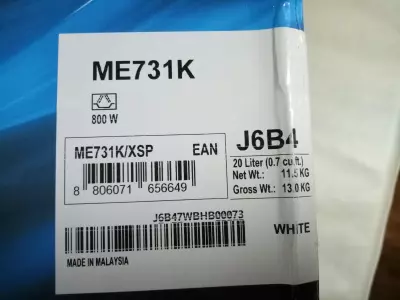 ME731K
800 W
ME731K/XSP EAN
8 806071 656649
J6B4
20 Liter (0.7 cu.ft.)
Net Wt.: 11.5 KG
Gross Wt.: 13.0 KG
J6B47WBHB00073
WHITE
MADE IN MALAYSIA